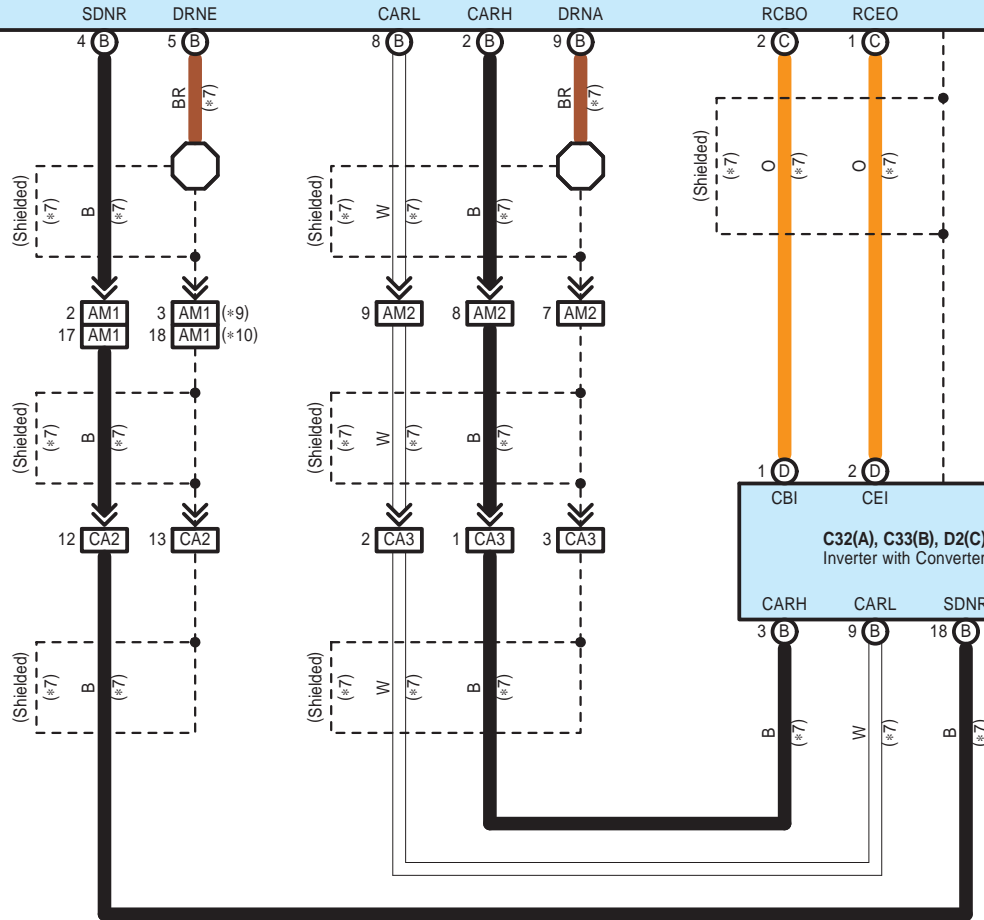 SDNR DRNE CARL CARH DRNA RCBO RCEO
4 B 5 B 8 B 2 B 9 B 2 C 1 C
BR (*7) BR (*7)
(Shielded) (*7) B (*7) (Shielded) (*7) W (*7) B (*7) (Shielded) (*7) O (*7) O (*7)
2 AM1 3 AM1 (*9) 9 AM2 8 AM2 7 AM2
17 AM1 18 AM1 (*10)
(Shielded) (*7) B (*7) (Shielded) (*7) W (*7) B (*7)
1 D 2 D
CBI CEI
12 CA2 13 CA2 2 CA3 1 CA3 3 CA3
C32(A), C33(B), D2(C)
Inverter with Converter
CARH CARL SDNR
3 B 9 B 18 B
(Shielded) (*7) B (*7) (Shielded) (*7) W (*7) B (*7)
B (*7) W (*7) B (*7)